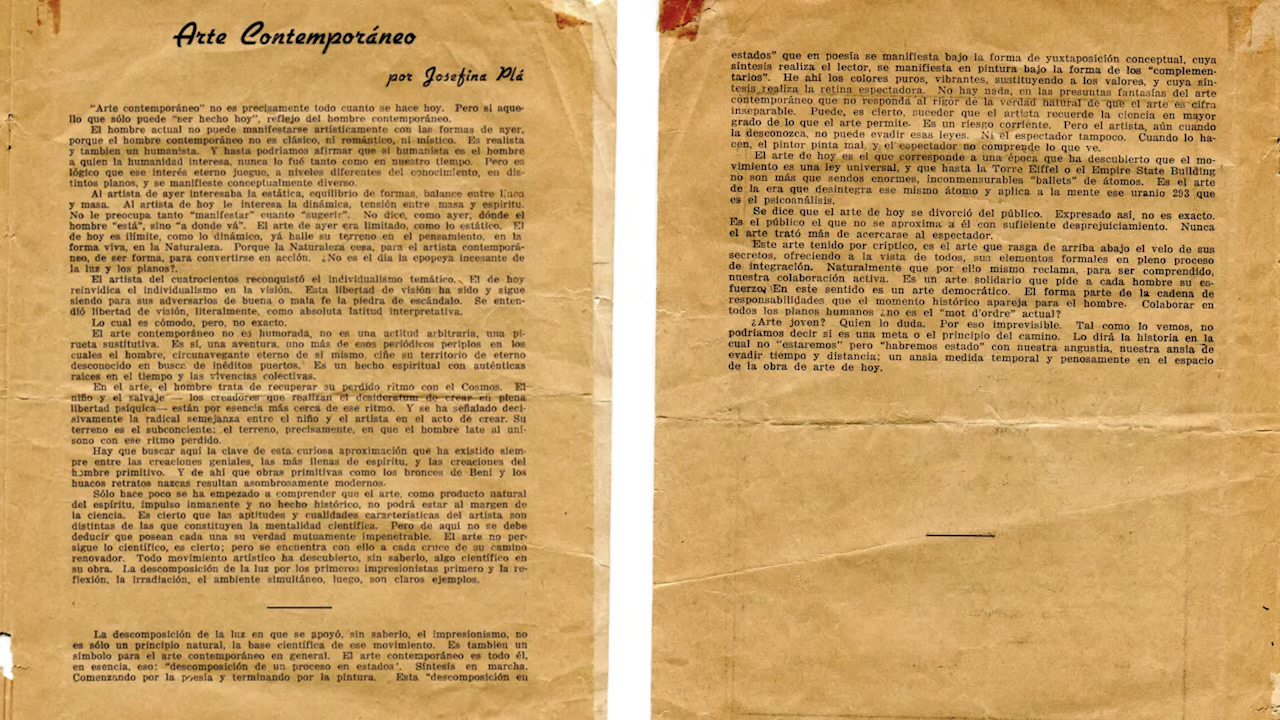 Arte Contemporáneo
por Josefina Plá
"Arte contemporáneo" no es precisamente todo cuanto se hace hoy. Pero sí aque-
llo que sólo puede "ser hecho hoy", reflejo del hombre contemporáneo.
El hombre actual no puede manifestarse artísticamente con las formas de ayer,
porque el hombre contemporáneo no es clásico, ni romántico, ni místico. Es realista
y tambien un humanista. Y hasta podríamos afirmar que si humanista es el hombre
a quien la humanidad interesa, nunca lo fué tanto como en nuestro tiempo. Pero es
lógico que ese interés eterno juegue, a niveles diferentes del conocimiento, en dis-
tintos planos, y se manifieste conceptualmente diverso.
Al artista de ayer interesaba la estática, equilibrio de formas, balance entre línea
y masa. Al artista de hoy le interesa la dinámica, tensión entre masa y espíritu.
No le preocupa tanto "manifestar" cuanto "sugerir". No dice, como ayer, dónde el
hombre "está", sino "a donde vá". El arte de ayer era limitado, como lo estático. El
de hoy es ilímite, como lo dinámico, yá halle su terreno en el pensamiento, en la
forma viva, en la Naturaleza. Porque la Naturaleza cesa, para el artista contemporá-
neo, de ser forma, para convertirse en acción. ¿No es el día la epopeya incesante de
la luz y los planos?.
El artista del cuatrocientos reconquistó el individualismo temático. El de hoy
reinvidica el individualismo en la visión. Esta libertad de visión ha sido y sigue
siendo para sus adversarios de buena o mala fe la piedra de escándalo. Se enten-
dió libertad de visión, literalmente, como absoluta latitud interpretativa.
Lo cual es cómodo, pero, no exacto.
El arte contemporáneo no es humorada, no es una actitud arbitraria, una pi-
rueta sustitutiva. Es sí, una aventura, uno más de esos periódicos periplos en los
cuales el hombre, circunavegante eterno de sí mismo, ciñe su territorio de eterno
desconocido en busca de inéditos puertos. Es un hecho espiritual con auténticas
raíces en el tiempo y las vivencias colectivas.
En el arte, el hombre trata de recuperar su perdido ritmo con el Cosmos. El
niño y el salvaje — los creadores que realizan el desideratum de crear en plena
libertad psíquica— están por esencia más cerca de ese ritmo. Y se ha señalado deci-
sivamente la radical semejanza entre el niño y el artista en el acto de crear. Su
terreno es el subconciente; el terreno, precisamente, en que el hombre late al uní-
sono con ese ritmo perdido.
Hay que buscar aquí la clave de esta curiosa aproximación que ha existido siem-
pre entre las creaciones geniales, las más llenas de espíritu, y las creaciones del
hombre primitivo. Y de ahí que obras primitivas como los bronces de Beni y los
huacos retratos nazcas resultan asombrosamente modernos.
Sólo hace poco se ha empezado a comprender que el arte, como producto natural
del espíritu, impulso inmanente y no hecho histórico, no podrá estar al margen de
la ciencia. Es cierto que las aptitudes y cualidades características del artista son
distintas de las que constituyen la mentalidad científica. Pero de aquí no se debe
deducir que posean cada una su verdad mutuamente impenetrable. El arte no per-
sigue lo científico, es cierto; pero se encuentra con ello a cada cruce de su camino
renovador. Todo movimiento artístico ha descubierto, sin saberlo, algo científico en
su obra. La descomposición de la luz por los primeros impresionistas primero y la re-
flexión, la irradiación, el ambiente simultáneo, luego, son claros ejemplos.
La descomposición de la luz en que se apoyó, sin saberlo, el impresionismo, no
es sólo un principio natural, la base científica de ese movimiento. Es tambien un
símbolo para el arte contemporáneo en general. El arte contemporáneo es todo él,
en esencia, eso: "descomposición de un proceso en estados". Síntesis en marcha.
Comenzando por la poesía y terminando por la pintura. Esta "descomposición en
estados" que en poesía se manifiesta bajo la forma de yuxtaposición conceptual, cuya
síntesis realiza el lector, se manifiesta en pintura bajo la forma de los "complemen-
tarios". He ahí los colores puros, vibrantes, sustituyendo a los valores, y cuya sín-
tesis realiza la retina espectadora. No hay nada, en las presuntas fantasías del arte
contemporáneo que no responda al rigor de la verdad natural de que el arte es cifra
inseparable. Puede, es cierto, suceder que el artista recuerde la ciencia en mayor
grado de lo que el arte permite. Es un riesgo corriente. Pero el artista, aún cuando
la desconozca, no puede evadir esas leyes. Ni el espectador tampoco. Cuando lo ha-
cen, el pintor pinta mal, y el espectador no comprende lo que ve.
El arte de hoy es el que corresponde a una época que ha descubierto que el mo-
vimiento es una ley universal, y que hasta la Torre Eiffel o el Empire State Building
no son más que sendos enormes, inconmensurables "ballets" de átomos. Es el arte
de la era que desintegra ese mismo átomo y aplica a la mente ese uranio 293 que
es el psicoanálisis.
Se dice que el arte de hoy se divorció del público. Expresado así, no es exacto.
Es el público el que no se aproxima a él con sufiente desprejuiciamiento. Nunca
el arte trató más de acercarse al espectador.
Este arte tenido por críptico, es el arte que rasga de arriba abajo el velo de sus
secretos, ofreciendo a la vista de todos, sus elementos formales en pleno proceso
de integración. Naturalmente que por ello mismo reclama, para ser comprendido,
nuestra colaboración activa. Es un arte solidario que pide a cada hombre su es-
fuerzo. En este sentido es un arte democrático. El forma parte de la cadena de
responsabilidades que el momento histórico apareja para el hombre. Colaborar en
todos los planos humanos ¿no es el "mot d'ordre" actual?
¿Arte joven? Quien lo duda. Por eso imprevisible. Tal como lo vemos, no
podríamos decir si es una meta o el principio del camino. Lo dirá la historia en la
cual no "estaremos" pero "habremos estado" con nuestra angustia, nuestra ansia de
evadir tiempo y distancia; un ansia medida temporal y penosamente en el espacio
de la obra de arte de hoy.